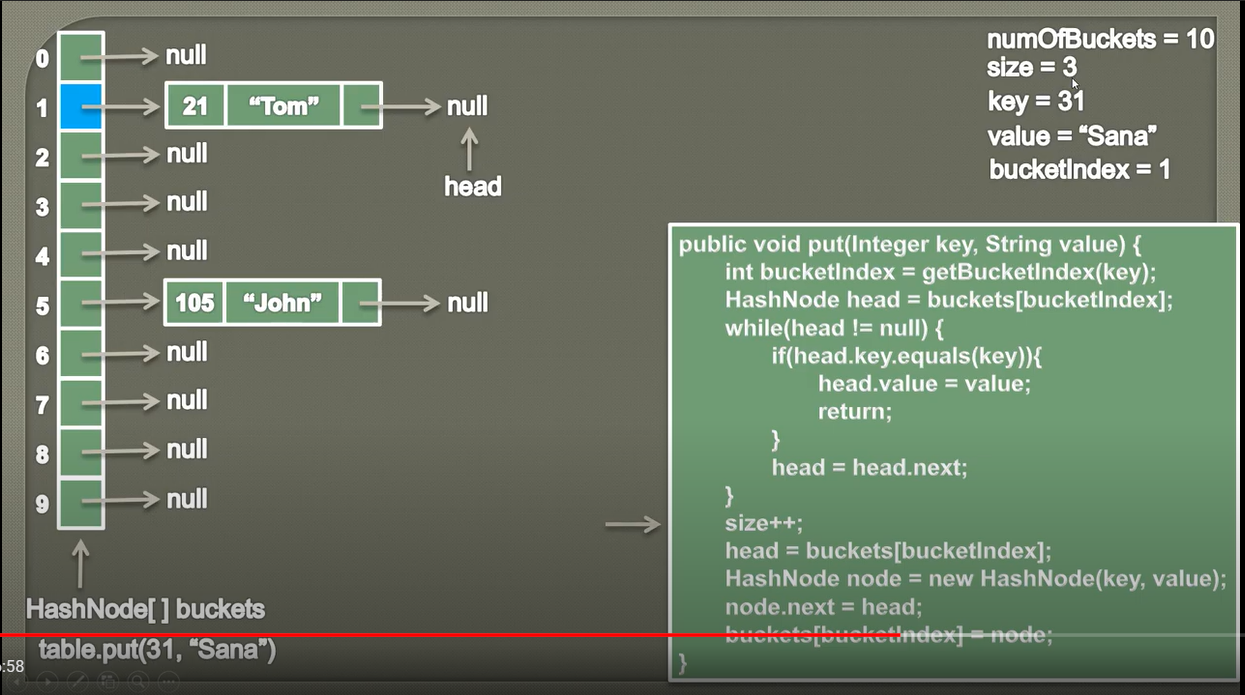 0 null
1 21 "Tom" null
head
2 null
3 null
4 null
5 105 "John" null
6 null
7 null
8 null
9 null
HashNode[ ] buckets
table.put(31, "Sana")
:58
numOfBuckets = 10
size = 3
key = 31
value = "Sana"
bucketIndex = 1
public void put(Integer key, String value) {
int bucketIndex = getBucketIndex(key);
HashNode head = buckets[bucketIndex];
while(head != null) {
if(head.key.equals(key)){
head.value = value;
return;
}
head = head.next;
}
size++;
head = buckets[bucketIndex];
HashNode node = new HashNode(key, value);
node.next = head;
buckets[bucketIndex] = node;
}